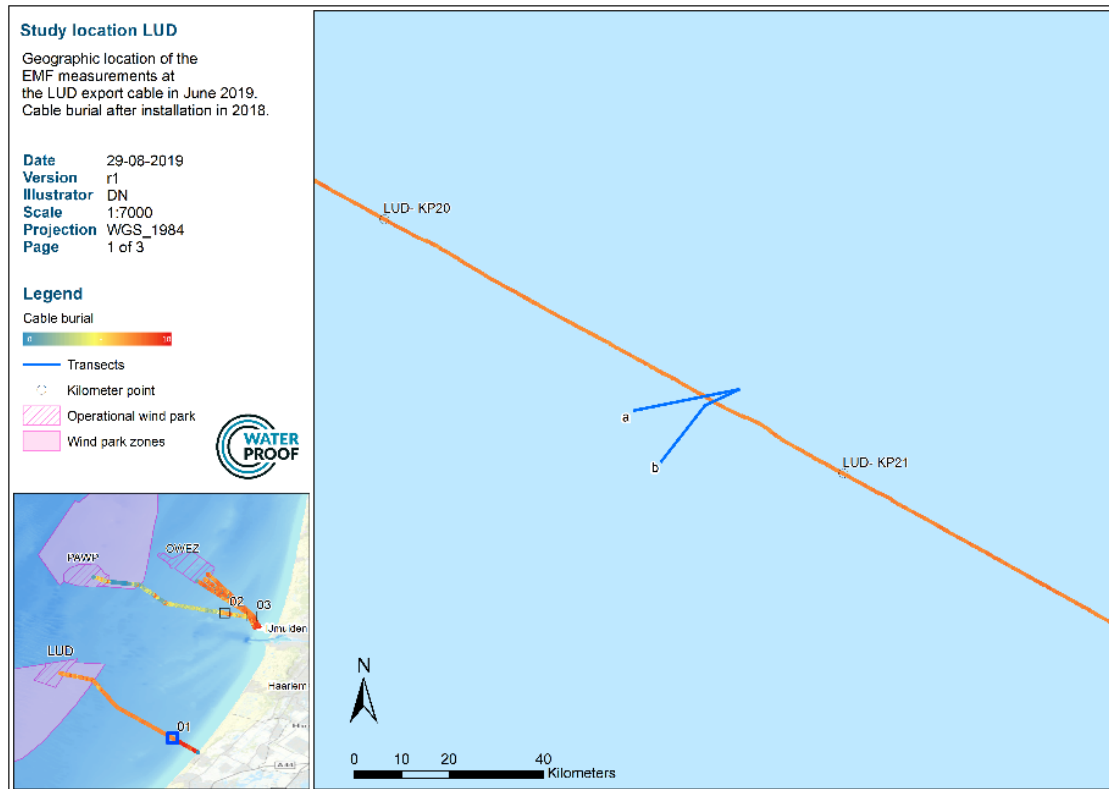 Study location LUD
Geographic location of the
EMF measurements at
the LUD export cable in June 2019.
Cable burial after installation in 2018.
Date 29-08-2019
Version r1
Illustrator DN
Scale 1:7000
Projection WGS_1984
Page 1 of 3
Legend
Cable burial
0 10
Transects
Kilometer point
Operational wind park
Wind park zones
WATER
PROOF
PAWP
OWEZ
02
03
IJmuiden
LUD
Haarlem
01
LUD- KP20
a
b
LUD- KP21
N
0 10 20 40
Kilometers